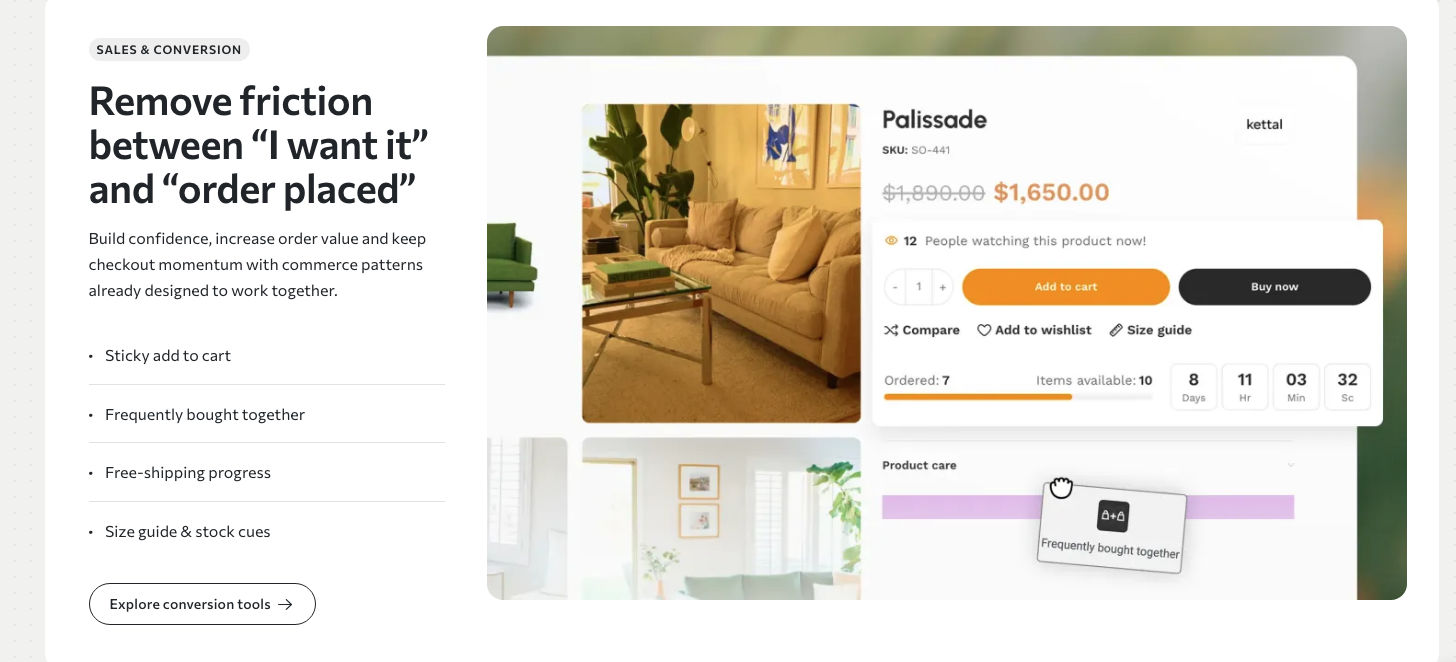 SALES & CONVERSION
Remove friction
between “I want it”
and “order placed”
Build confidence, increase order value and keep
checkout momentum with commerce patterns
already designed to work together.
• Sticky add to cart
• Frequently bought together
• Free-shipping progress
• Size guide & stock cues
Explore conversion tools →
Palissade
kettal
SKU: SO-441
$1,890.00 $1,650.00
12 People watching this product now!
- 1 + Add to cart Buy now
Compare Add to wishlist Size guide
Ordered: 7 Items available: 10
8 11 03 32
Days Hr Min Sc
Product care
Frequently bought together